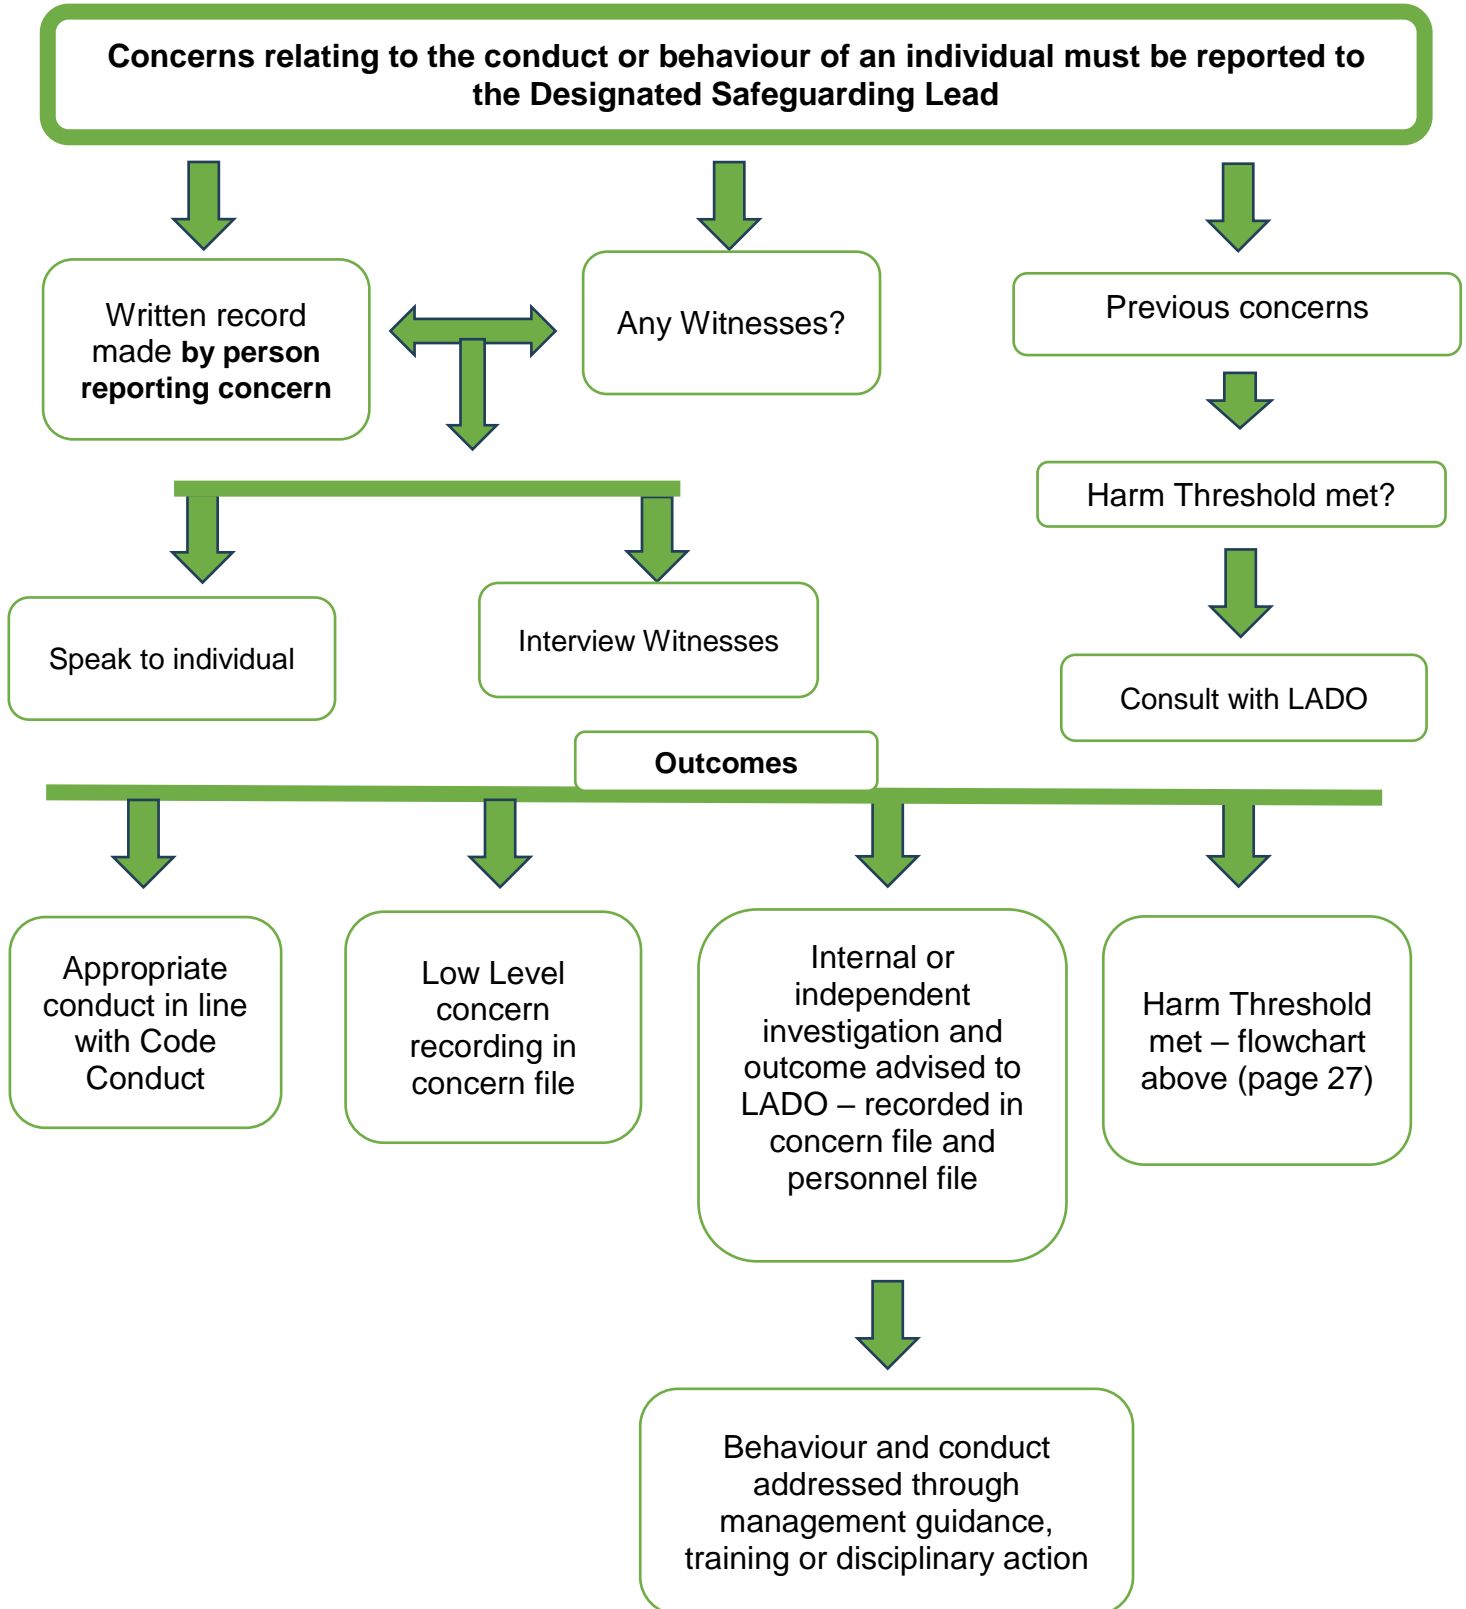 Concerns relating to the conduct or behaviour of an individual must be reported to
the Designated Safeguarding Lead
Written record
made by person
reporting concern
Any Witnesses?
Previous concerns
Harm Threshold met?
Speak to individual
Interview Witnesses
Consult with LADO
Outcomes
Appropriate
conduct in line
with Code
Conduct
Low Level
concern
recording in
concern file
Internal or
independent
investigation and
outcome advised to
LADO – recorded in
concern file and
personnel file
Harm Threshold
met – flowchart
above (page 27)
Behaviour and conduct
addressed through
management guidance,
training or disciplinary action